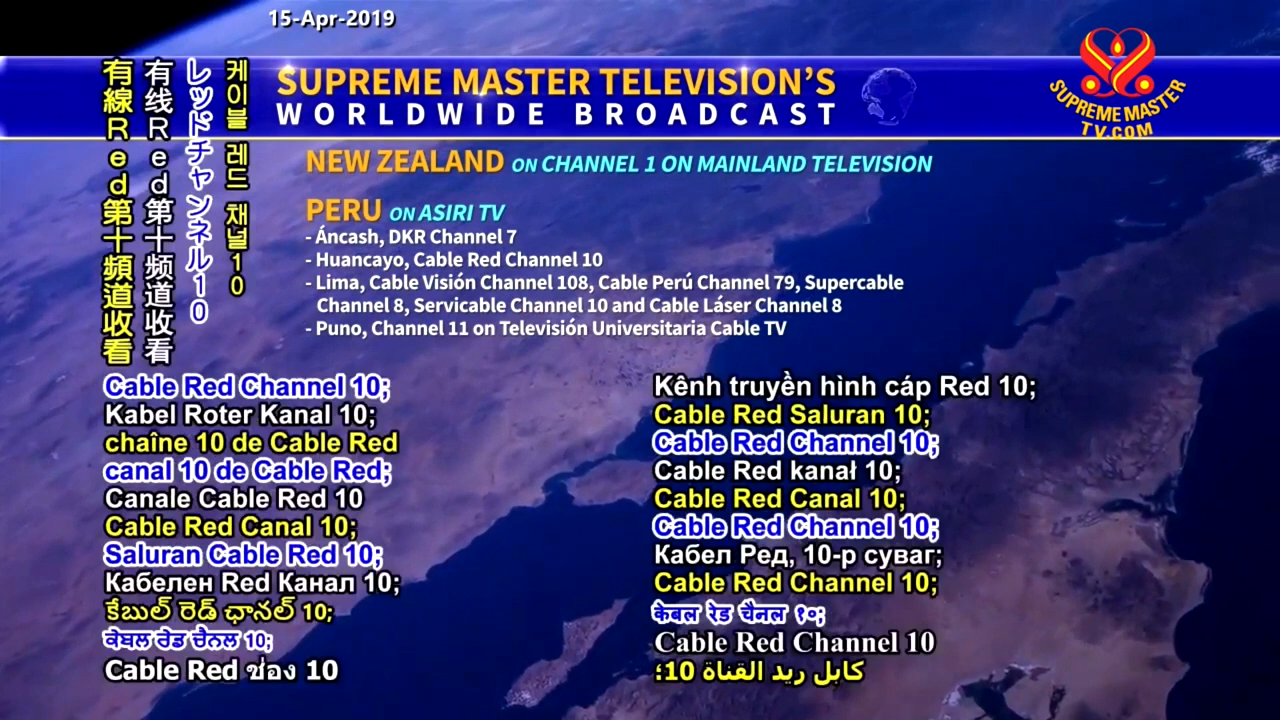 15-Apr-2019
SUPREME MASTER TELEVISION'S
WORLDWIDE BROADCAST
SUPREME MASTER
TV.COM
有線Red第十頻道收看
有线Red第十频道收看
レッドチャンネル10
케이블 레드 채널10
NEW ZEALAND ON CHANNEL 1 ON MAINLAND TELEVISION
PERU ON ASIRI TV
- Áncash, DKR Channel 7
- Huancayo, Cable Red Channel 10
- Lima, Cable Visión Channel 108, Cable Perú Channel 79, Supercable
Channel 8, Servicable Channel 10 and Cable Láser Channel 8
- Puno, Channel 11 on Televisión Universitaria Cable TV
Cable Red Channel 10;
Kabel Roter Kanal 10;
chaîne 10 de Cable Red
canal 10 de Cable Red;
Canale Cable Red 10
Cable Red Canal 10;
Saluran Cable Red 10;
Кабелен Red Канал 10;
కేబుల్ రెడ్ ఛానల్ 10;
ਕੇਬਲ ਰੇਡ ਚੈਨਲ 10;
Cable Red ช่อง 10
Kênh truyền hình cáp Red 10;
Cable Red Saluran 10;
Cable Red Channel 10;
Cable Red kanał 10;
Cable Red Canal 10;
Cable Red Channel 10;
Кабел Ред, 10-р суваг;
Cable Red Channel 10;
केबल रेड चैनल १०;
Cable Red Channel 10
كابل ريد القناة 10؛